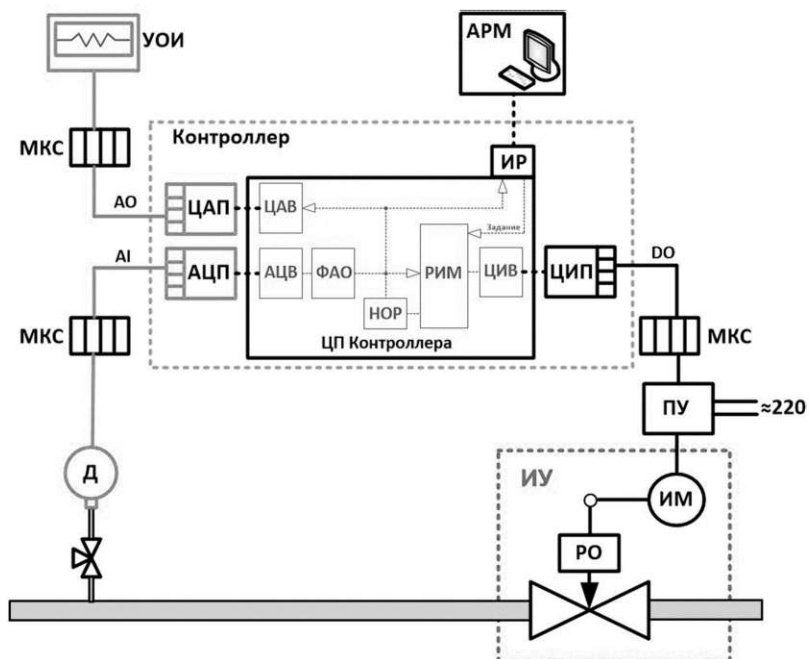 УОИ
АРМ
МКС
Контроллер
ИР
АО
ЦАП
ЦАВ
Задание
AI
АЦП
АЦВ
ФАО
РИМ
ЦИВ
ЦИП
DO
НОР
МКС
ЦП Контроллера
МКС
ПУ
≈220
Д
ИУ
ИМ
РО